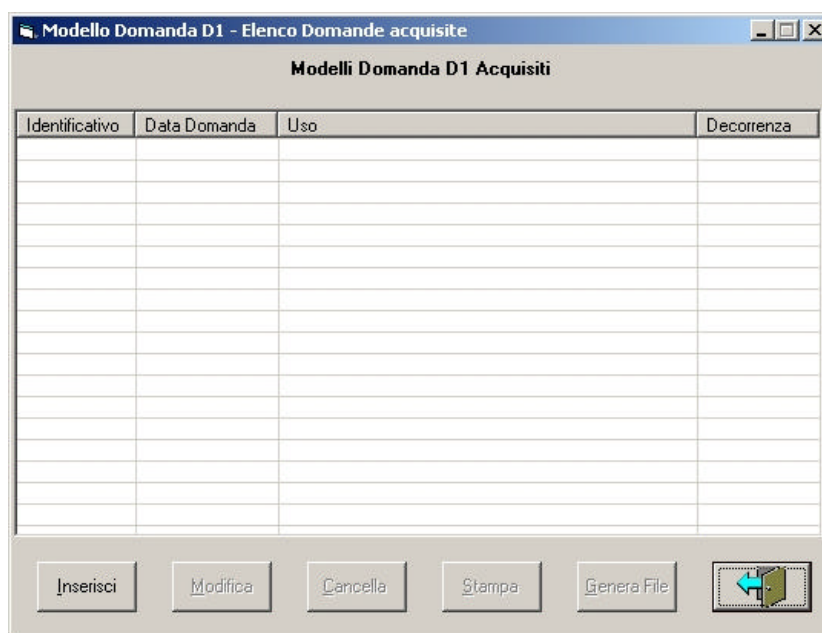 Modello Domanda D1 - Elenco Domande acquisite
Modelli Domanda D1 Acquisiti
Identificativo Data Domanda Uso Decorrenza
Inserisci Modifica Cancella Stampa Genera File